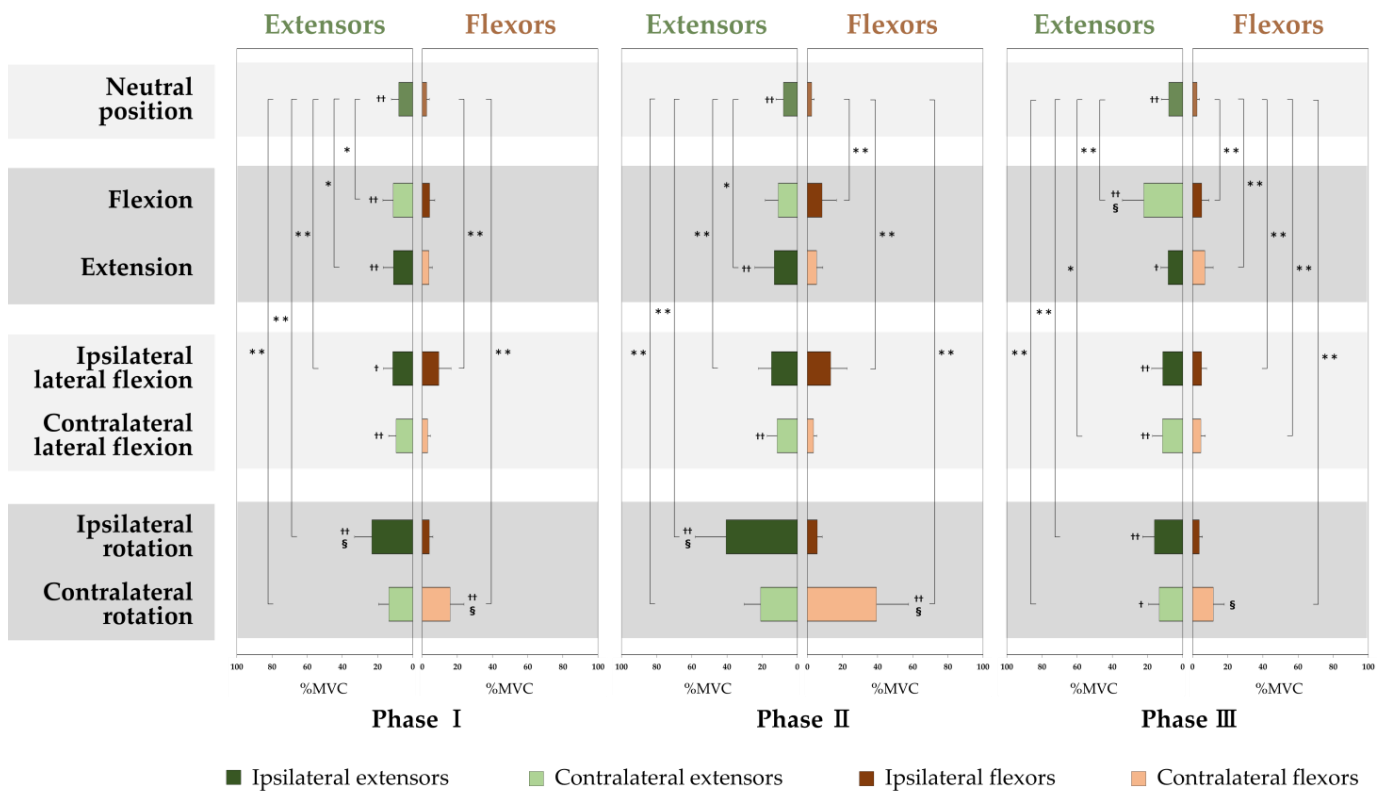 Extensors Flexors Extensors Flexors Extensors Flexors
Neutral
position
†† †† ††
* ** ** **
Flexion
†† †† §
* * **
** ** ** ** **
Extension
†† †† †
* **
** ** **
** ** ** ** ** **
Ipsilateral
lateral flexion
† ††
Contralateral
lateral flexion
†† †† ††
Ipsilateral
rotation
†† § †† § ††
Contralateral
rotation
†† § †† § † §
100 80 60 40 20 0 0 20 40 60 80 100 100 80 60 40 20 0 0 20 40 60 80 100 100 80 60 40 20 0 0 20 40 60 80 100
%MVC %MVC %MVC %MVC %MVC %MVC
Phase Ⅰ Phase Ⅱ Phase Ⅲ
Ipsilateral extensors Contralateral extensors Ipsilateral flexors Contralateral flexors